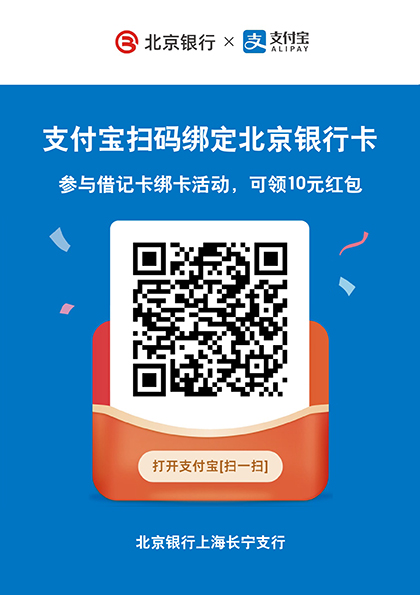 北京银行 × 支 支付宝
ALIPAY
支付宝扫码绑定北京银行卡
参与借记卡绑卡活动，可领10元红包
打开支付宝[扫一扫]
北京银行上海长宁支行